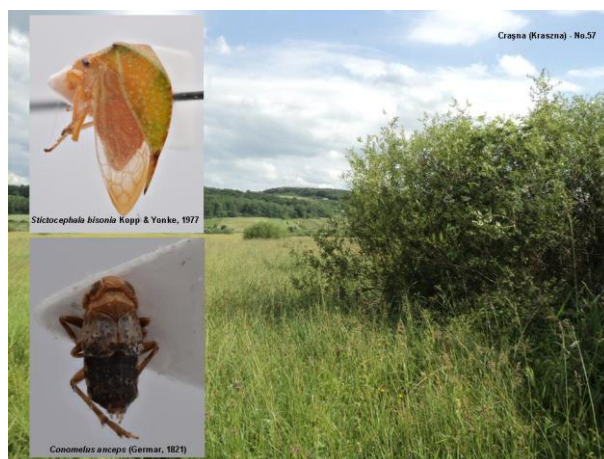 Crașna (Kraszna) - No.57
Stictocephala bisonia Kopp & Yonke, 1977
Conomelus anceps (Germar, 1821)